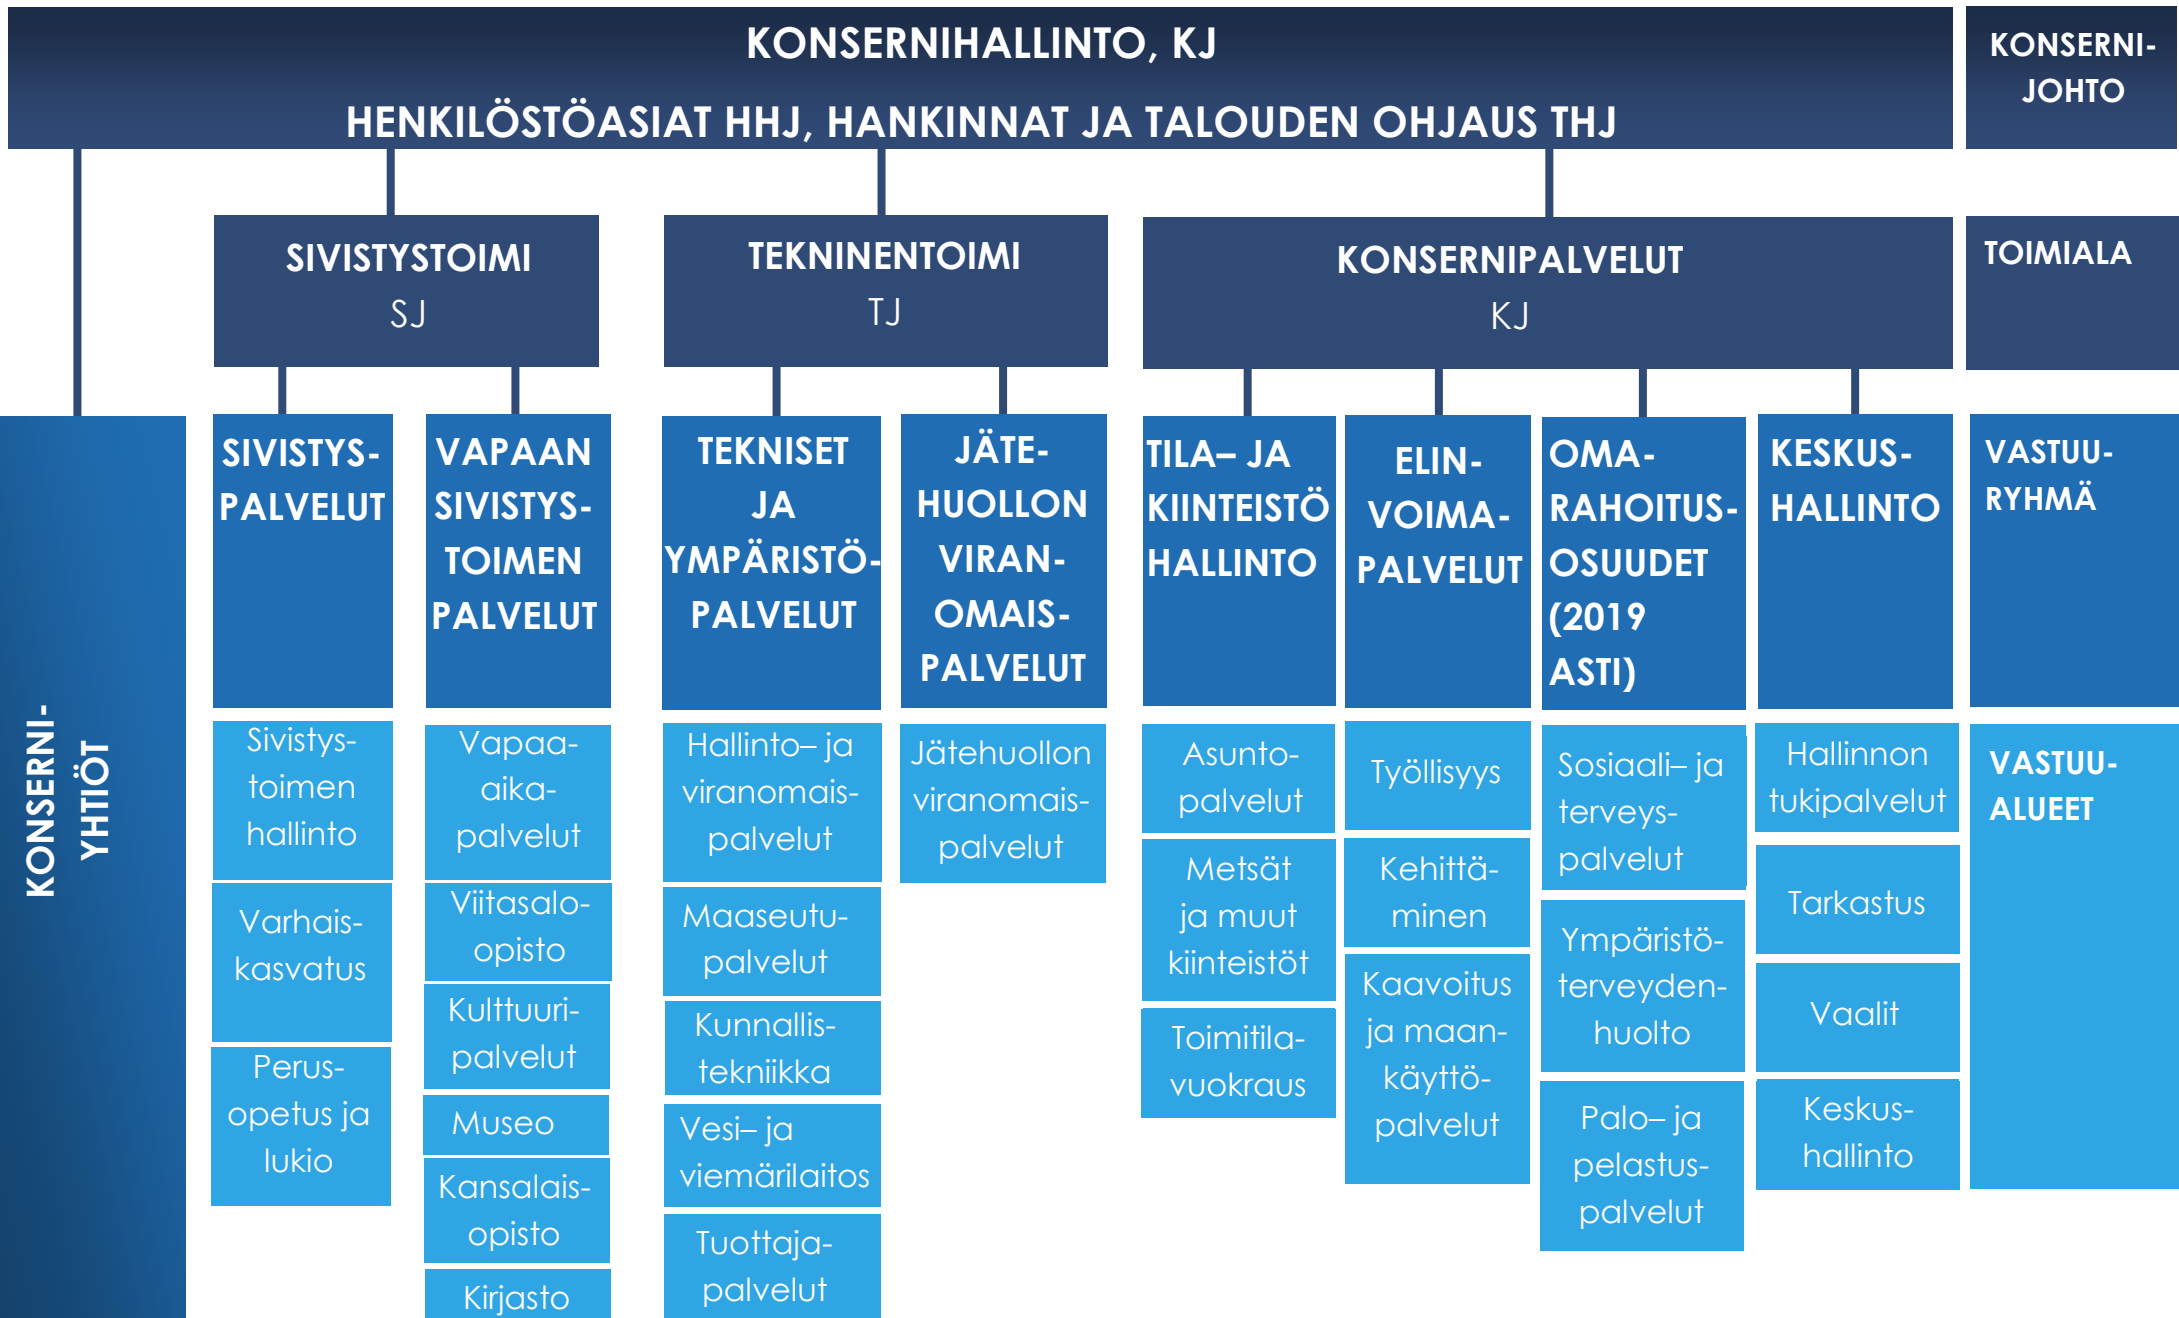 KONSERNIHALLINTO, KJ
HENKILÖSTÖASIAT HHJ, HANKINNAT JA TALOUDEN OHJAUS THJ
KONSERNI-
JOHTO
SIVISTYSTOIMI
SJ
TEKNINENTOIMI
TJ
KONSERNIPALVELUT
KJ
TOIMIALA
KONSERNI-
YHTIÖT
SIVISTYS-
PALVELUT
VAPAAN
SIVISTYS-
TOIMEN
PALVELUT
TEKNISET
JA
YMPÄRISTÖ-
PALVELUT
JÄTE-
HUOLLON
VIRAN-
OMAIS-
PALVELUT
TILA– JA
KIINTEISTÖ
HALLINTO
ELIN-
VOIMA-
PALVELUT
OMA-
RAHOITUS-
OSUUDET
(2019
ASTI)
KESKUS-
HALLINTO
VASTUU-
RYHMÄ
Sivistys-
toimen
hallinto
Varhais-
kasvatus
Perus-
opetus ja
lukio
Vapaa-
aika-
palvelut
Viitasalo-
opisto
Kulttuuri-
palvelut
Museo
Kansalais-
opisto
Kirjasto
Hallinto– ja
viranomais-
palvelut
Maaseutu-
palvelut
Kunnallis-
tekniikka
Vesi– ja
viemärilaitos
Tuottaja-
palvelut
Jätehuollon
viranomais-
palvelut
Asunto-
palvelut
Metsät
ja muut
kiinteistöt
Toimitila-
vuokraus
Työllisyys
Kehittä-
minen
Kaavoitus
ja maan-
käyttö-
palvelut
Sosiaali– ja
terveys-
palvelut
Ympäristö-
terveyden-
huolto
Palo– ja
pelastus-
palvelut
Hallinnon
tukipalvelut
Tarkastus
Vaalit
Keskus-
hallinto
VASTUU-
ALUEET